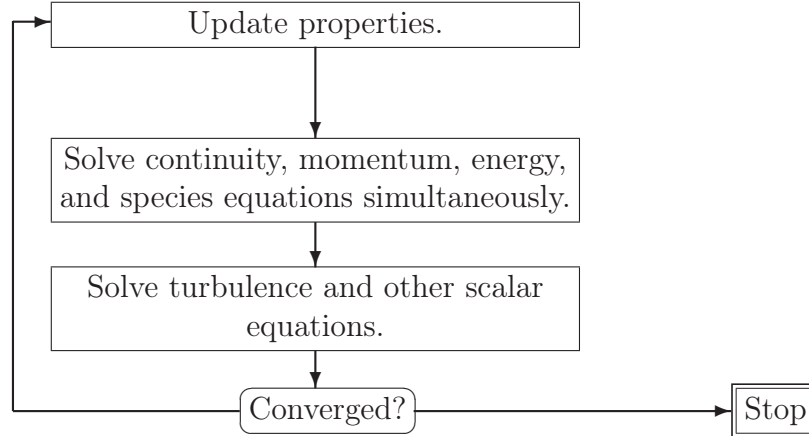 Update properties.
Solve continuity, momentum, energy,
and species equations simultaneously.
Solve turbulence and other scalar
equations.
Converged?
Stop